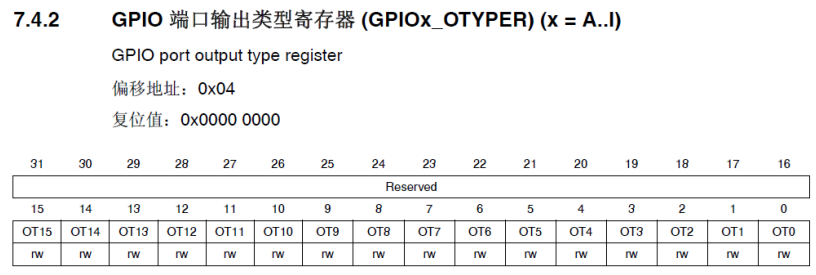 7.4.2 GPIO 端口输出类型寄存器 (GPIOx_OTYPER) (x = A..I)
GPIO port output type register
偏移地址：0x04
复位值：0x0000 0000
31 30 29 28 27 26 25 24 23 22 21 20 19 18 17 16
Reserved
15 14 13 12 11 10 9 8 7 6 5 4 3 2 1 0
OT15 OT14 OT13 OT12 OT11 OT10 OT9 OT8 OT7 OT6 OT5 OT4 OT3 OT2 OT1 OT0
rw rw rw rw rw rw rw rw rw rw rw rw rw rw rw rw